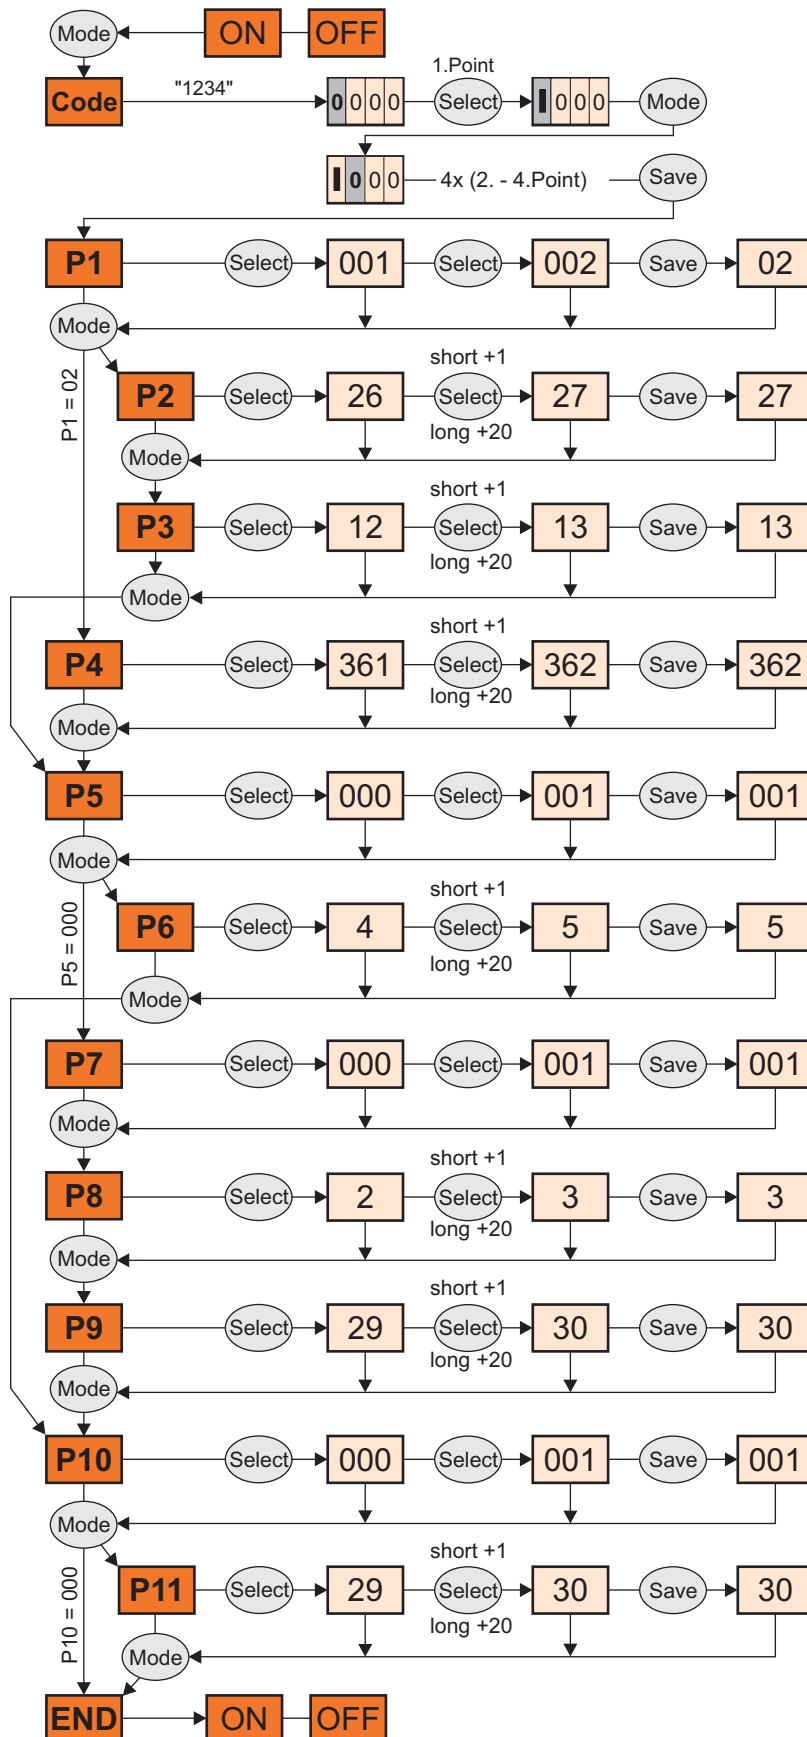 Mode ON OFF
Code "1234" 0 0 0 0 1.Point Select I 0 0 0 Mode
I 0 0 0 4x (2. - 4.Point) Save
P1 Select 001 Select 002 Save 02
Mode
P1 = 02
short +1
P2 Select 26 Select 27 Save 27
long +20
Mode
short +1
P3 Select 12 Select 13 Save 13
long +20
Mode
short +1
P4 Select 361 Select 362 Save 362
long +20
Mode
P5 Select 000 Select 001 Save 001
Mode
P5 = 000
short +1
P6 Select 4 Select 5 Save 5
long +20
Mode
P7 Select 000 Select 001 Save 001
Mode
short +1
P8 Select 2 Select 3 Save 3
long +20
Mode
short +1
P9 Select 29 Select 30 Save 30
long +20
Mode
P10 Select 000 Select 001 Save 001
Mode
P10 = 000
short +1
P11 Select 29 Select 30 Save 30
long +20
Mode
END ON OFF